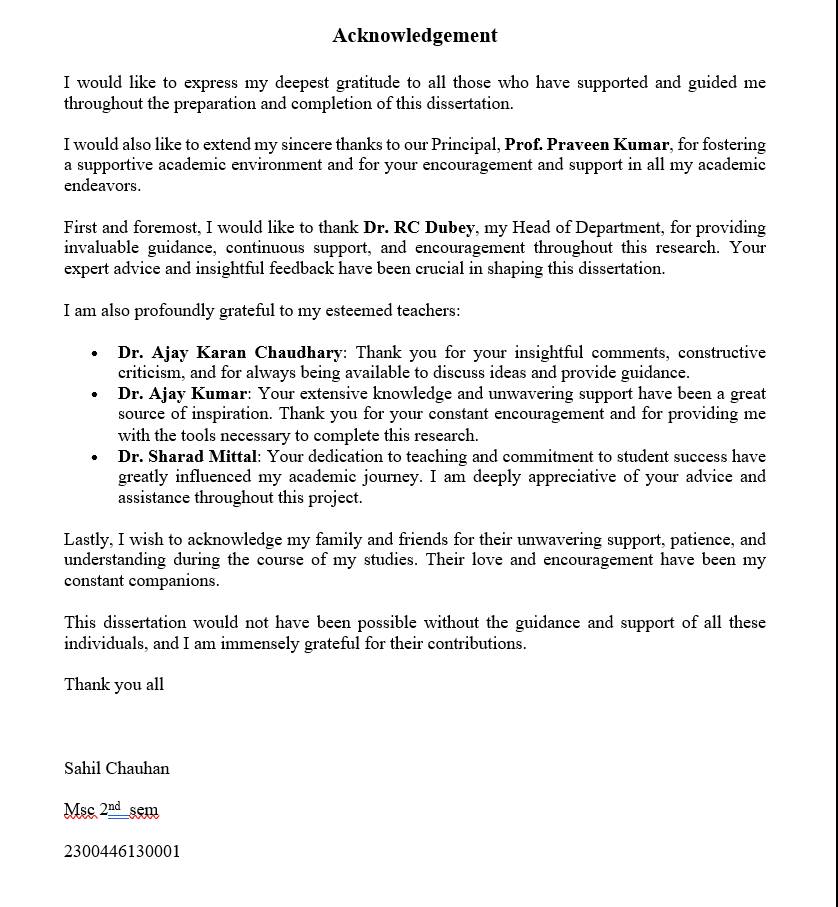 Acknowledgement
I would like to express my deepest gratitude to all those who have supported and guided me
throughout the preparation and completion of this dissertation.
I would also like to extend my sincere thanks to our Principal, Prof. Praveen Kumar, for fostering
a supportive academic environment and for your encouragement and support in all my academic
endeavors.
First and foremost, I would like to thank Dr. RC Dubey, my Head of Department, for providing
invaluable guidance, continuous support, and encouragement throughout this research. Your
expert advice and insightful feedback have been crucial in shaping this dissertation.
I am also profoundly grateful to my esteemed teachers:
• Dr. Ajay Karan Chaudhary: Thank you for your insightful comments, constructive
criticism, and for always being available to discuss ideas and provide guidance.
• Dr. Ajay Kumar: Your extensive knowledge and unwavering support have been a great
source of inspiration. Thank you for your constant encouragement and for providing me
with the tools necessary to complete this research.
• Dr. Sharad Mittal: Your dedication to teaching and commitment to student success have
greatly influenced my academic journey. I am deeply appreciative of your advice and
assistance throughout this project.
Lastly, I wish to acknowledge my family and friends for their unwavering support, patience, and
understanding during the course of my studies. Their love and encouragement have been my
constant companions.
This dissertation would not have been possible without the guidance and support of all these
individuals, and I am immensely grateful for their contributions.
Thank you all
Sahil Chauhan
Msc 2nd sem
2300446130001